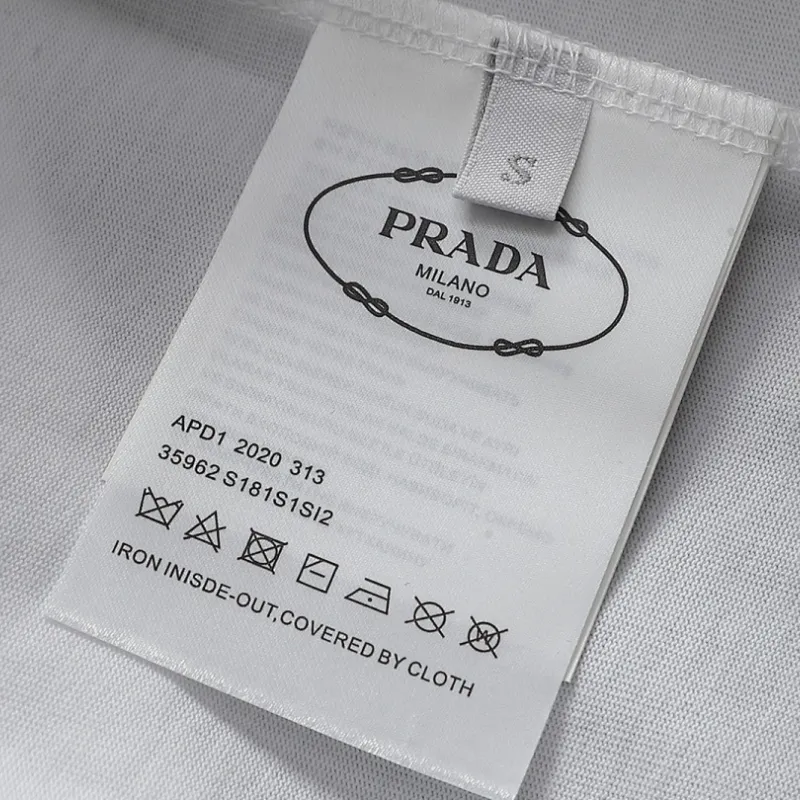 S
PRADA
MILANO
DAL 1913
APD1 2020 313
35962 S181S1SI2
W
IRON INISDE-OUT,COVERED BY CLOTH